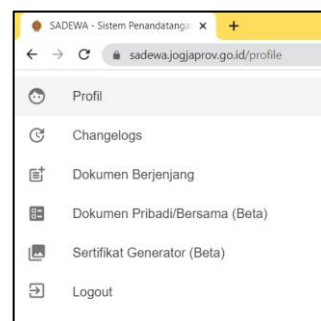 SADEWA - Sistem Penandatanga
sadewa.jogjaprov.go.id/profile
Profil
Changelogs
Dokumen Berjenjang
Dokumen Pribadi/Bersama (Beta)
Sertifikat Generator (Beta)
Logout